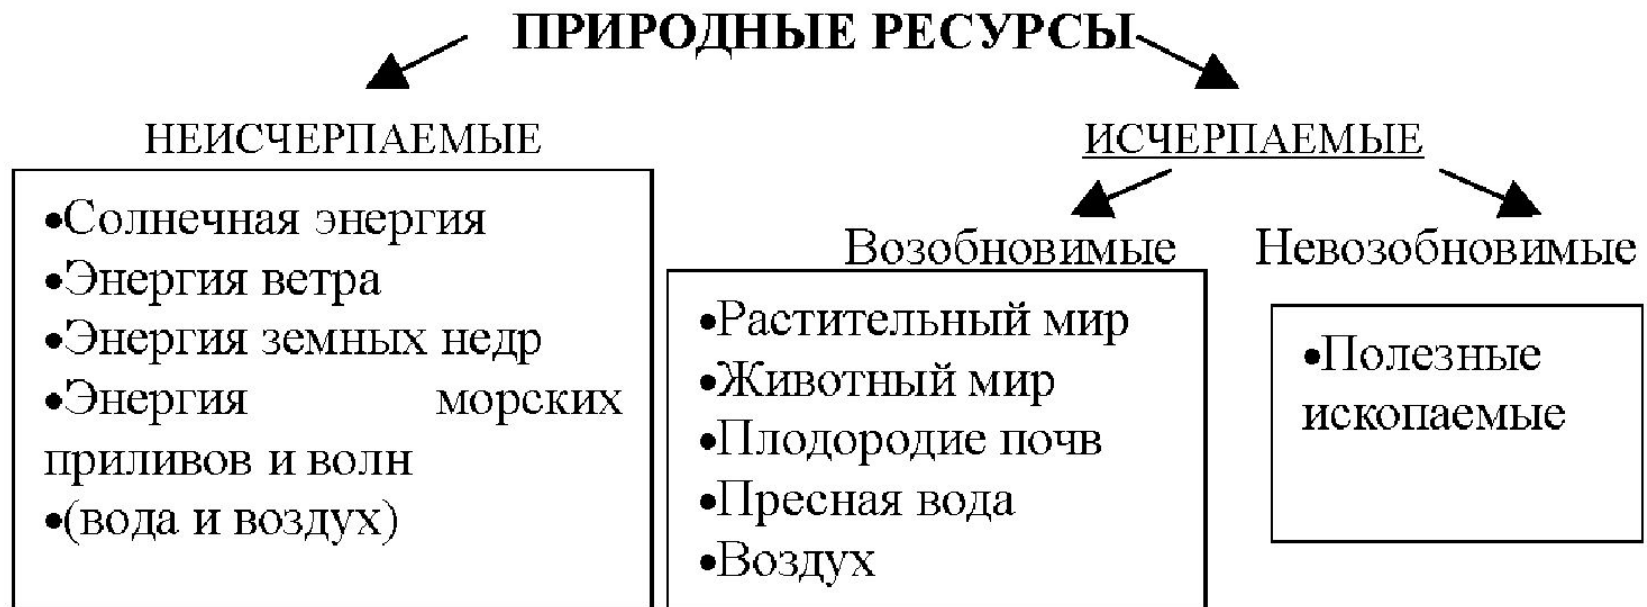 ПРИРОДНЫЕ РЕСУРСЫ
НЕИСЧЕРПАЕМЫЕ
•Солнечная энергия
•Энергия ветра
•Энергия земных недр
•Энергия морских
приливов и волн
•(вода и воздух)
ИСЧЕРПАЕМЫЕ
Возобновимые
•Растительный мир
•Животный мир
•Плодородие почв
•Пресная вода
•Воздух
Невозобновимые
•Полезные
ископаемые